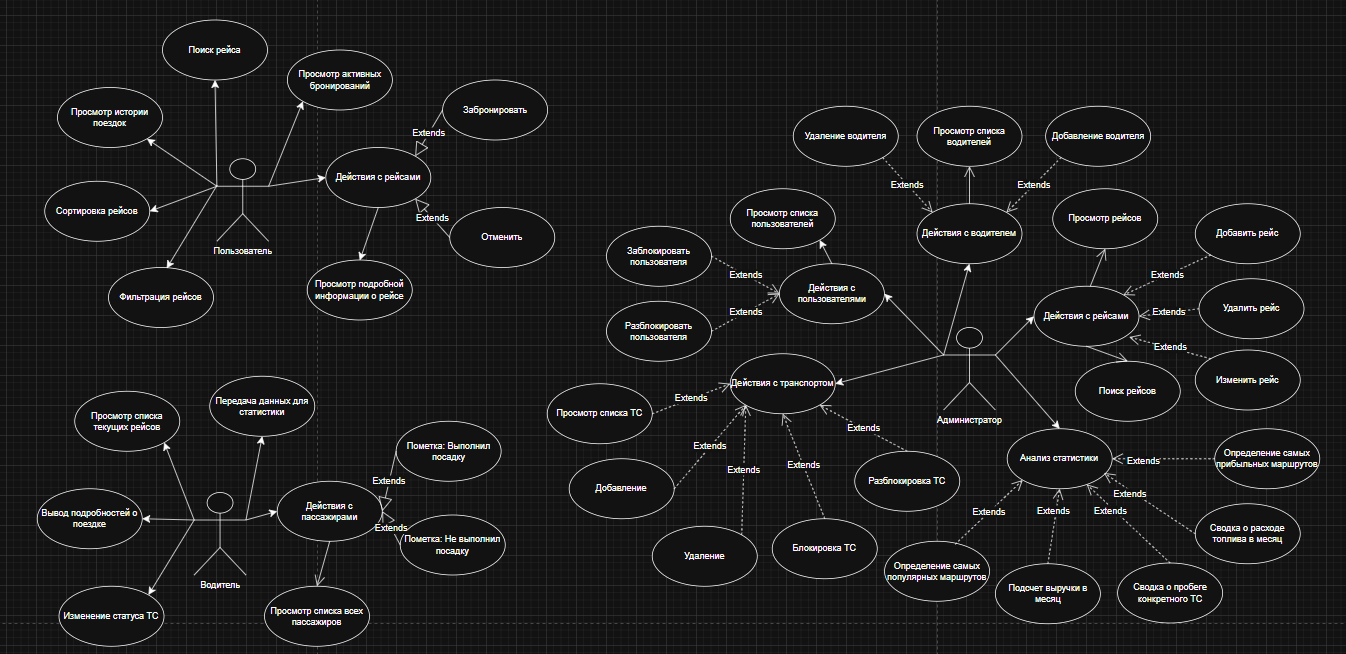 Поиск рейса
Просмотр активных
бронирований
Просмотр истории
поездок
Забронировать
Extends
Действия с рейсами
Сортировка рейсов
Extends
Отменить
Пользователь
Фильтрация рейсов
Просмотр подробной
информации о рейсе
Передача данных для
статистики
Просмотр списка
текущих рейсов
Пометка: Выполнил
посадку
Extends
Действия с
пассажирами
Вывод подробностей о
поездке
Extends
Пометка: Не выполнил
посадку
Водитель
Изменение статуса ТС
Просмотр списка всех
пассажиров
Удаление водителя
Просмотр списка
водителей
Добавление водителя
Extends
Extends
Действия с водителем
Просмотр списка
пользователей
Заблокировать
пользователя
Extends
Действия с
пользователями
Extends
Разблокировать
пользователя
Просмотр рейсов
Добавить рейс
Extends
Действия с рейсами
Extends
Удалить рейс
Extends
Изменить рейс
Поиск рейсов
Администратор
Действия с транспортом
Просмотр списка ТС
Extends
Extends
Extends
Extends
Extends
Добавление
Удаление
Блокировка ТС
Разблокировка ТС
Анализ статистики
Extends
Определение самых
прибыльных маршрутов
Extends
Сводка о расходе
топлива в месяц
Extends
Extends
Extends
Определение самых
популярных маршрутов
Подсчет выручки в
месяц
Сводка о пробеге
конкретного ТС